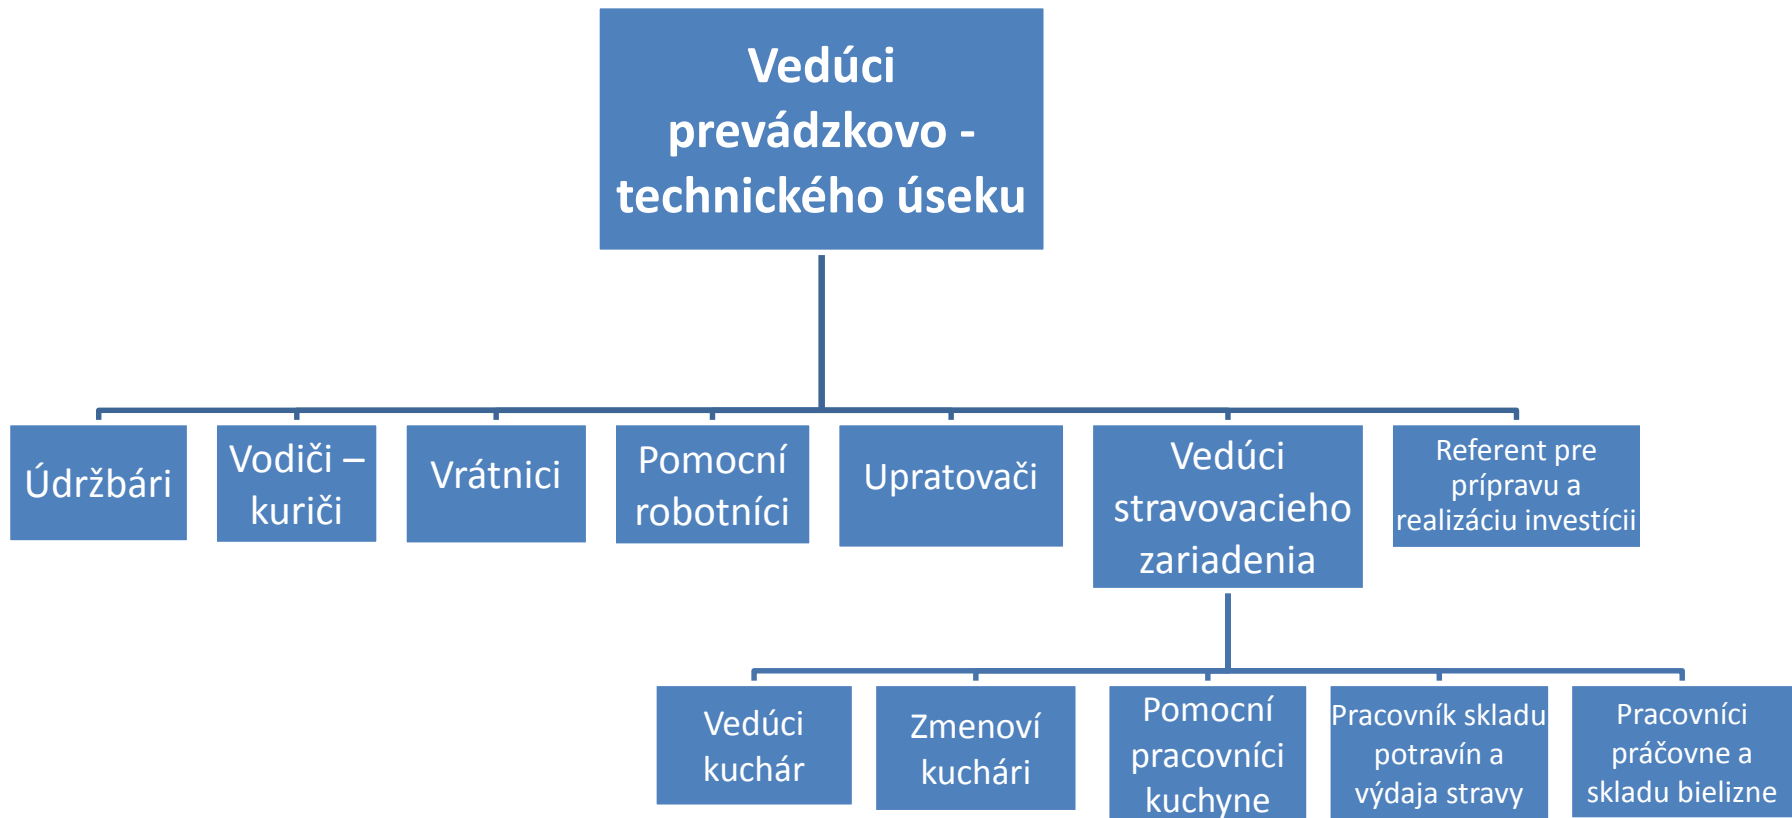 Vedúci
prevádzkovo -
technického úseku
Údržbári
Vodiči –
kuriči
Vrátnici
Pomocní
robotníci
Upratovači
Vedúci
stravovacieho
zariadenia
Referent pre
prípravu a
realizáciu investícii
Vedúci
kuchár
Zmenoví
kuchári
Pomocní
pracovníci
kuchyne
Pracovník skladu
potravín a
výdaja stravy
Pracovníci
práčovne a
skladu bielizne